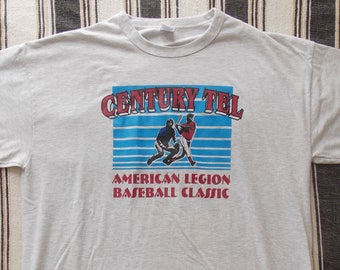 CENTURY TEL
AMERICAN LEGION
BASEBALL CLASSIC